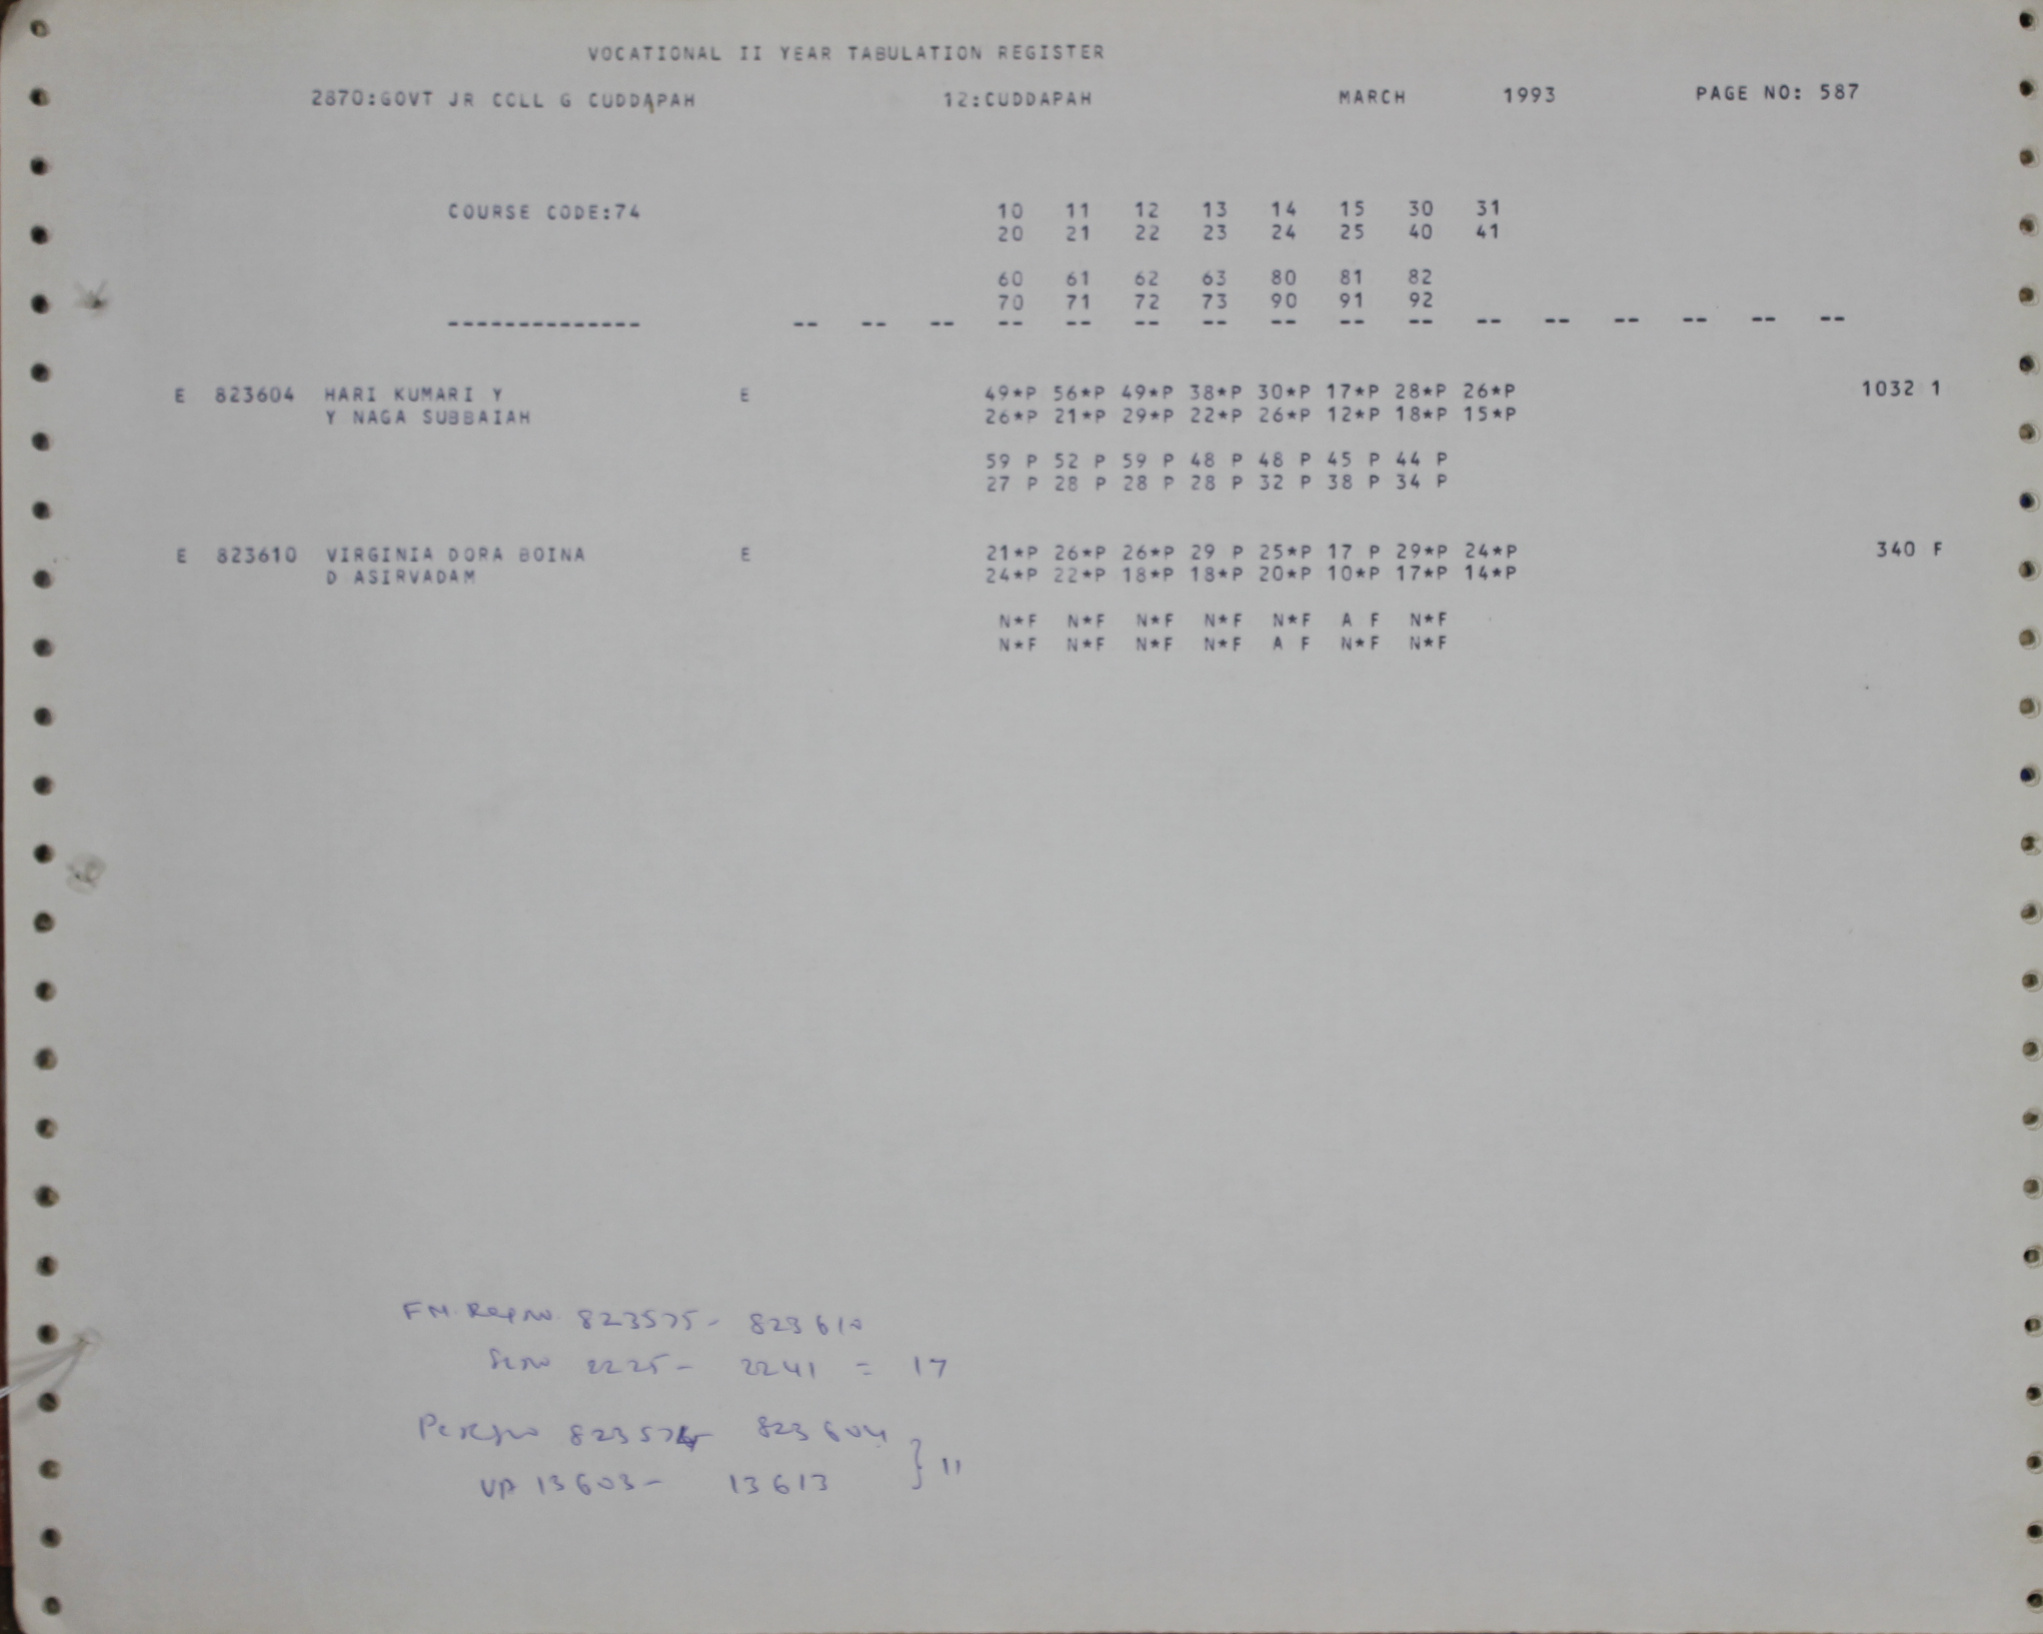 VOCATIONAL II YEAR TABULATION REGISTER
2870:GOVT JR COLL G CUDDAPAH 12:CUDDAPAH MARCH 1993 PAGE NO: 587
COURSE CODE:74 10 11 12 13 14 15 30 31
20 21 22 23 24 25 40 41
60 61 62 63 80 81 82
70 71 72 73 90 91 92
-------------- -- -- -- -- -- -- -- -- -- -- -- -- -- -- -- --
E 823604 HARI KUMARI Y E 49*P 56*P 49*P 38*P 30*P 17*P 28*P 26*P 1032 1
Y NAGA SUBBAIAH 26*P 21*P 29*P 22*P 26*P 12*P 18*P 15*P
59 P 52 P 59 P 48 P 48 P 45 P 44 P
27 P 28 P 28 P 28 P 32 P 38 P 34 P
E 823610 VIRGINIA DORA BOINA E 21*P 26*P 26*P 29 P 25*P 17 P 29*P 24*P 340 F
D ASIRVADAM 24*P 22*P 18*P 18*P 20*P 10*P 17*P 14*P
N*F N*F N*F N*F N*F A F N*F
N*F N*F N*F N*F A F N*F N*F
823575- 823610
2225- 2241 = 17
823604
13603- 13613 } 11